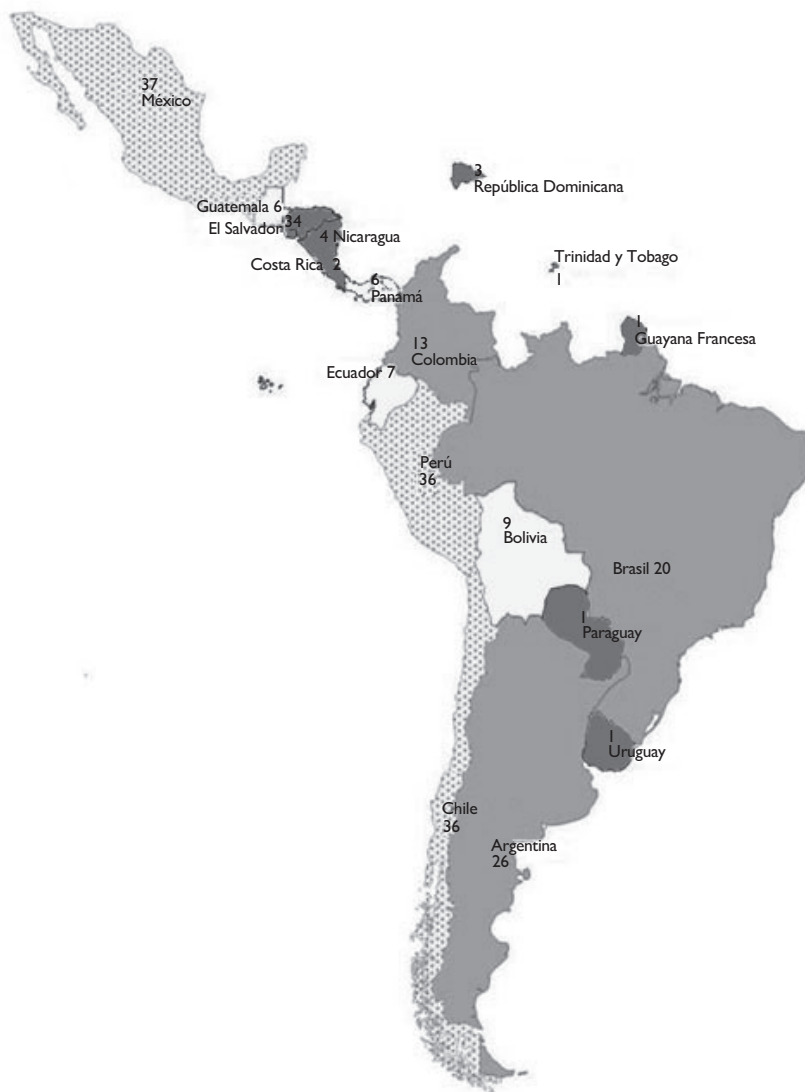 37
México
3
República Dominicana
Guatemala 6
El Salvador 34
4 Nicaragua
Costa Rica 2
6
Panamá
Trinidad y Tobago
1
1
Guayana Francesa
13
Colombia
Ecuador 7
Perú
36
9
Bolivia
Brasil 20
1
Paraguay
1
Uruguay
Chile
36
Argentina
26